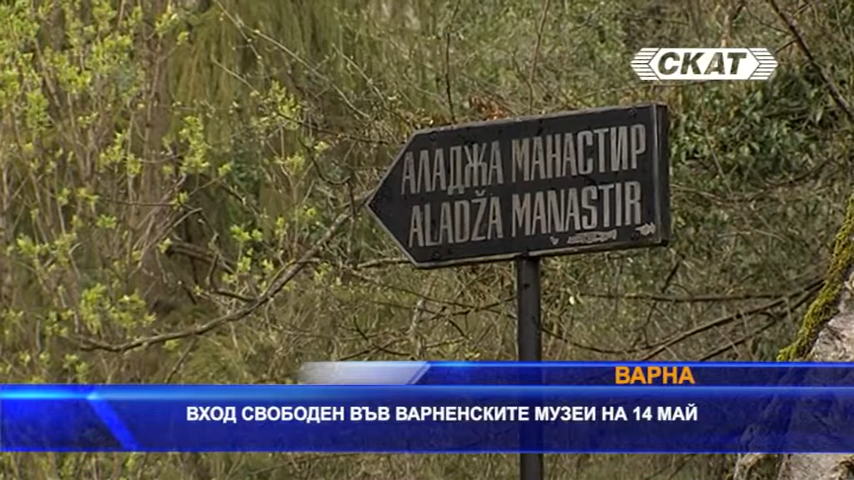 СКАТ
АЛАДЖА МАНАСТИР
ALADŽA MANASTIR
ВАРНА
ВХОД СВОБОДЕН ВЪВ ВАРНЕНСКИТЕ МУЗЕИ НА 14 МАЙ